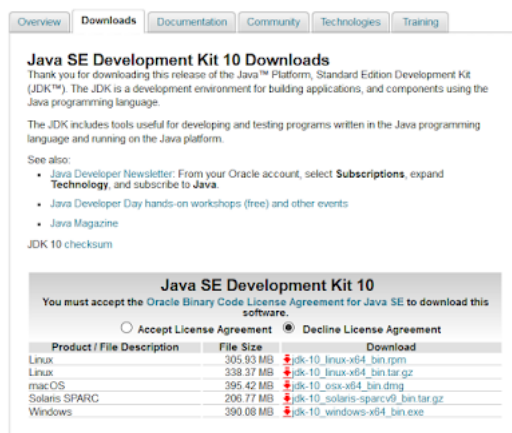 Overview Downloads Documentation Community Technologies Training
Java SE Development Kit 10 Downloads
Thank you for downloading this release of the Java™ Platform, Standard Edition Development Kit
(JDK™). The JDK is a development environment for building applications, and components using the
Java programming language.
The JDK includes tools useful for developing and testing programs written in the Java programming
language and running on the Java platform.
See also:
• Java Developer Newsletter: From your Oracle account, select Subscriptions, expand
Technology, and subscribe to Java.
• Java Developer Day hands-on workshops (free) and other events
• Java Magazine
JDK 10 checksum
Java SE Development Kit 10
You must accept the Oracle Binary Code License Agreement for Java SE to download this
software.
Accept License Agreement Decline License Agreement
Product / File Description File Size Download
Linux 305.93 MB jdk-10_linux-x64_bin.rpm
Linux 338.37 MB jdk-10_linux-x64_bin.tar.gz
macOS 395.42 MB jdk-10_osx-x64_bin.dmg
Solaris SPARC 206.77 MB jdk-10_solaris-sparcv9_bin.tar.gz
Windows 390.08 MB jdk-10_windows-x64_bin.exe